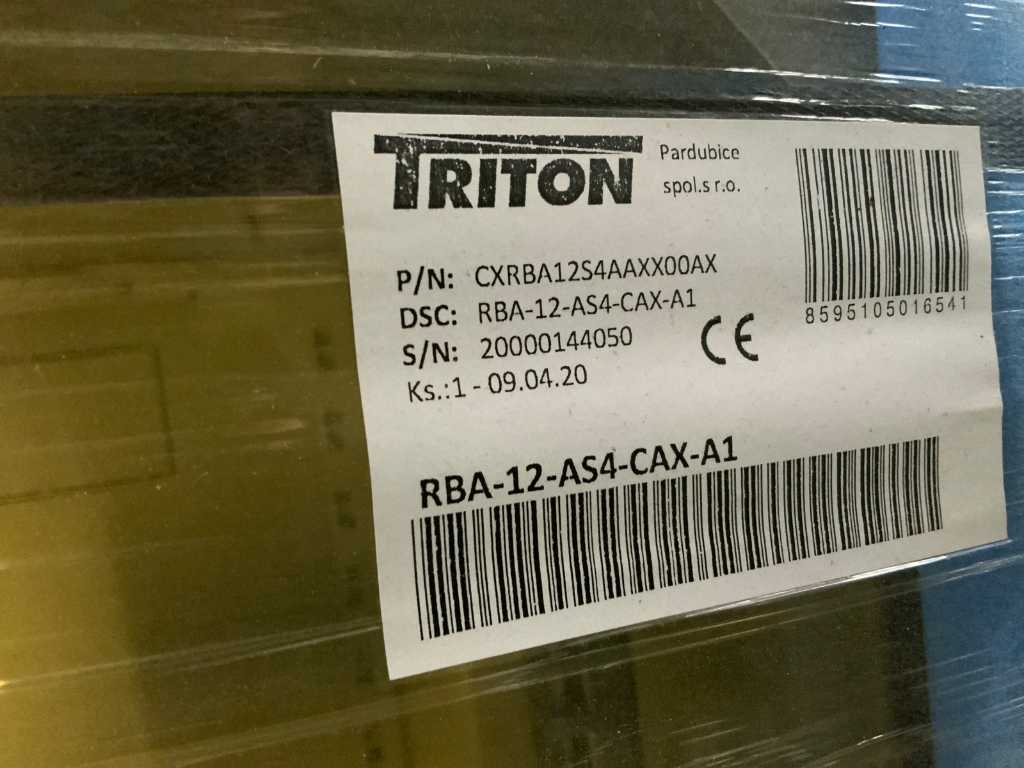 TRITON
Pardubice
spol.s r.o.
P/N: CXRBA12S4AAXX00AX
DSC: RBA-12-AS4-CAX-A1
S/N: 20000144050
Ks.:1 - 09.04.20
CE
8595105016541
RBA-12-AS4-CAX-A1